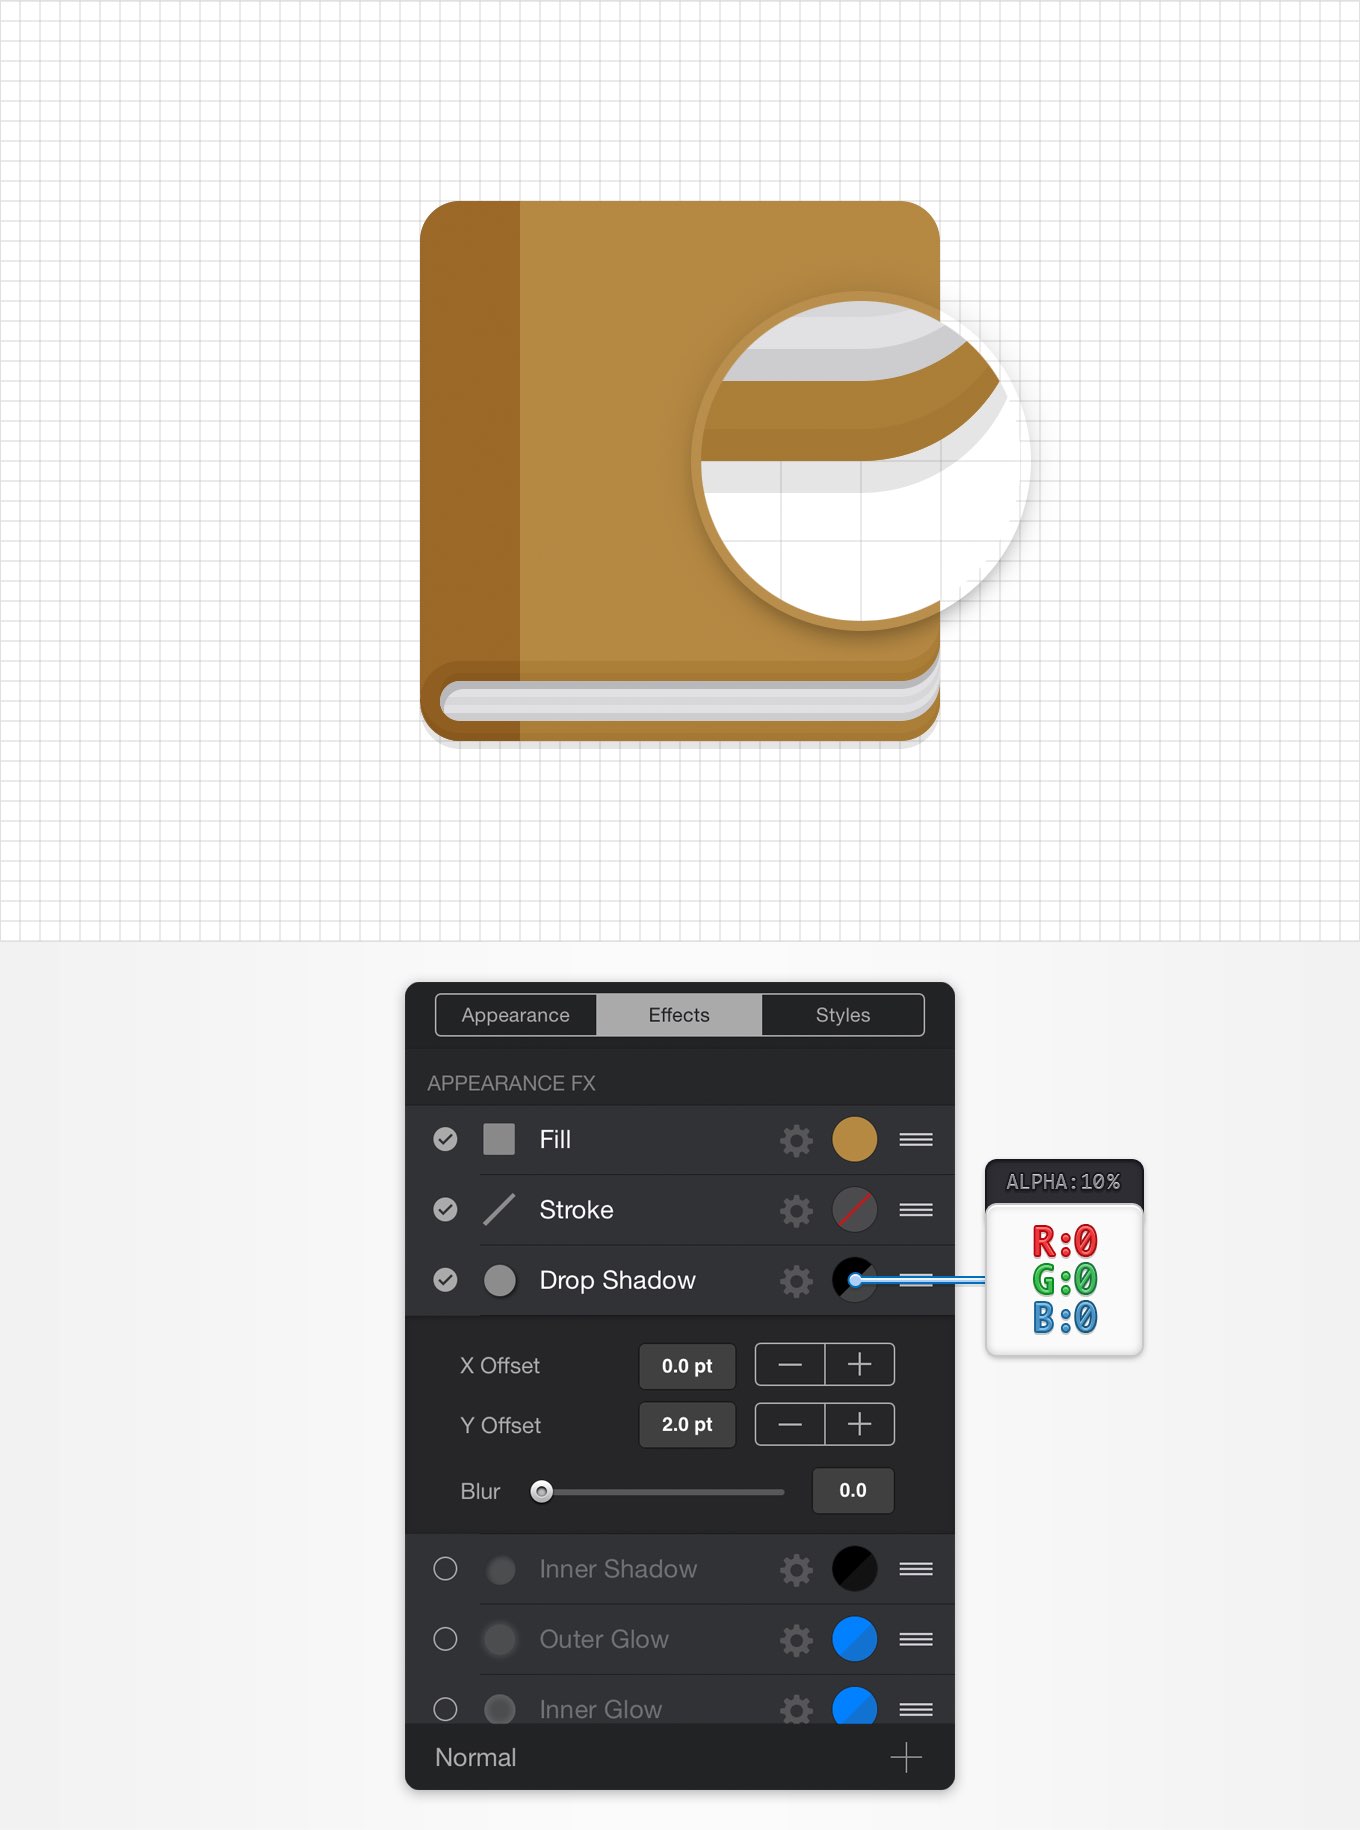 Appearance
Effects
Styles
APPEARANCE FX
Fill
Stroke
Drop Shadow
ALPHA:10%
R:0
G:0
B:0
X Offset
0.0 pt
Y Offset
2.0 pt
Blur
0.0
Inner Shadow
Outer Glow
Inner Glow
Normal